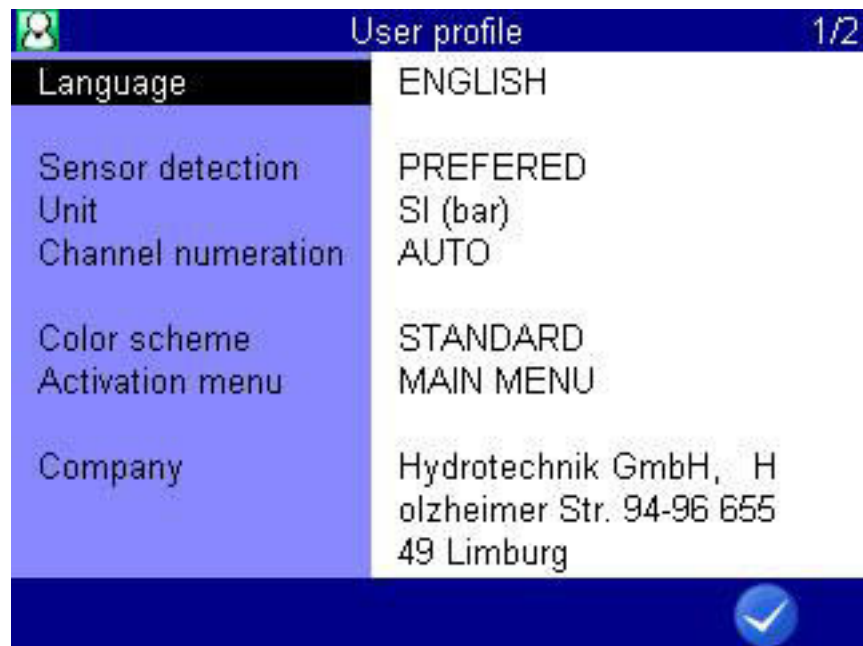 User profile 1/2
Language ENGLISH
Sensor detection PREFERED
Unit SI (bar)
Channel numeration AUTO
Color scheme STANDARD
Activation menu MAIN MENU
Company Hydrotechnik GmbH, H
olzheimer Str. 94-96 655
49 Limburg